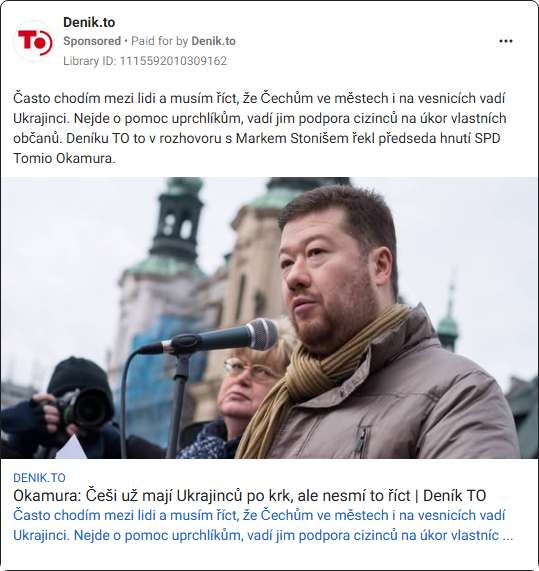 Denik.to
TO
Sponsored • Paid for by Denik.to
Library ID: 1115592010309162
Často chodím mezi lidi a musím říct, že Čechům ve městech i na vesnicích vadí
Ukrajinci. Nejde o pomoc uprchlíkům, vadí jim podpora cizinců na úkor vlastních
občanů. Deníku TO to v rozhovoru s Markem Stonišem řekl předseda hnutí SPD
Tomio Okamura.
DENIK.TO
Okamura: Češi už mají Ukrajinců po krk, ale nesmí to říct | Deník TO
Často chodím mezi lidi a musím říct, že Čechům ve městech i na vesnicích vadí
Ukrajinci. Nejde o pomoc uprchlíkům, vadí jim podpora cizinců na úkor vlastníc ...